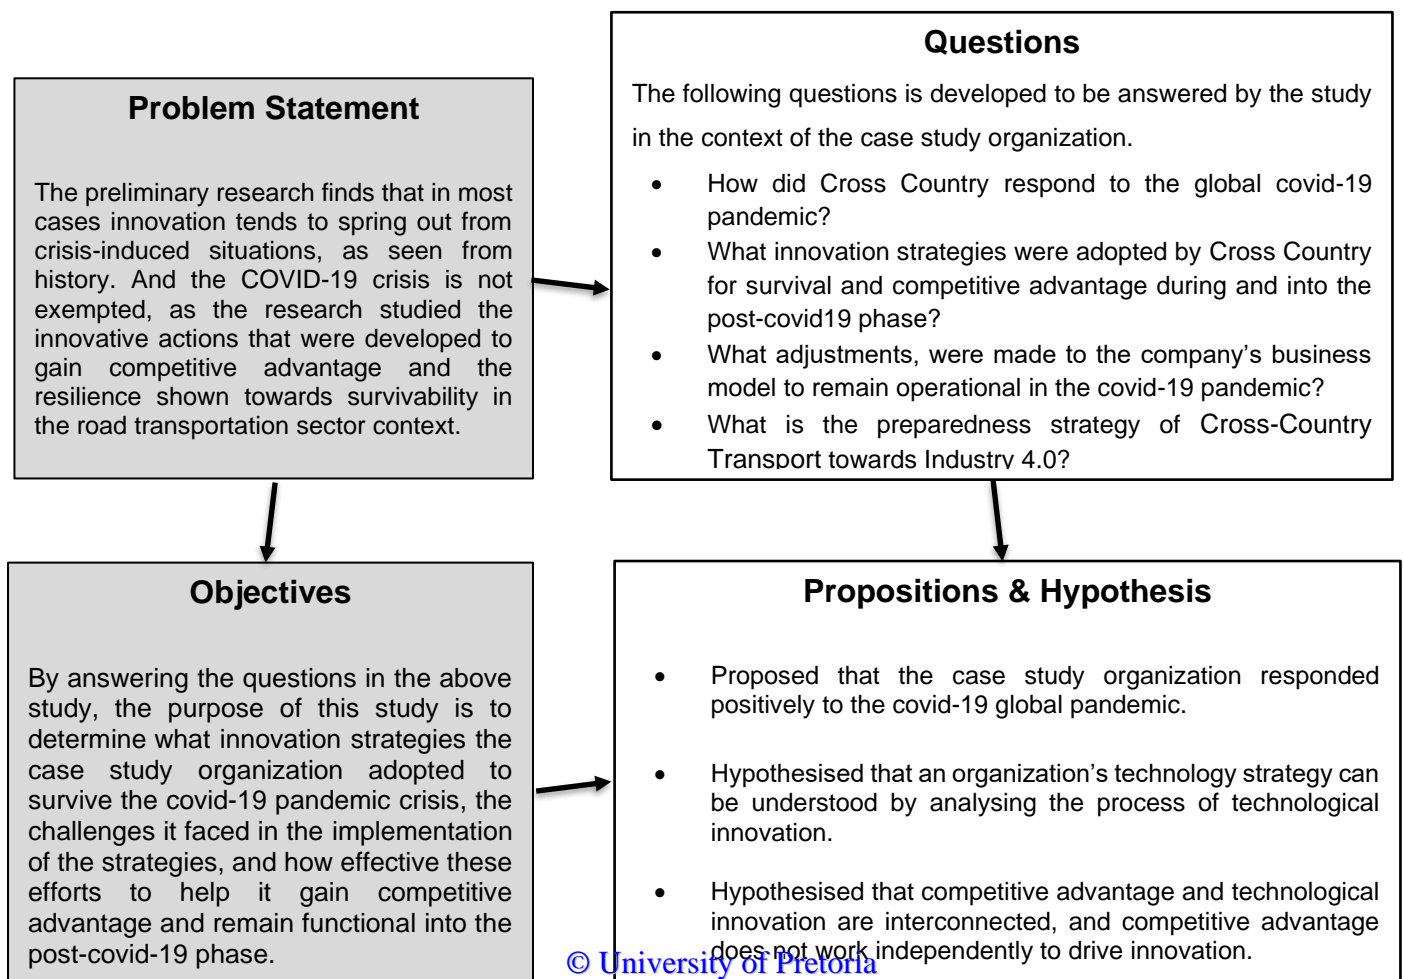 Problem Statement
The preliminary research finds that in most
cases innovation tends to spring out from
crisis-induced situations, as seen from
history. And the COVID-19 crisis is not
exempted, as the research studied the
innovative actions that were developed to
gain competitive advantage and the
resilience shown towards survivability in
the road transportation sector context.
Questions
The following questions is developed to be answered by the study
in the context of the case study organization.
• How did Cross Country respond to the global covid-19
pandemic?
• What innovation strategies were adopted by Cross Country
for survival and competitive advantage during and into the
post-covid19 phase?
• What adjustments, were made to the company’s business
model to remain operational in the covid-19 pandemic?
• What is the preparedness strategy of Cross-Country
Transport towards Industry 4.0?
Objectives
By answering the questions in the above
study, the purpose of this study is to
determine what innovation strategies the
case study organization adopted to
survive the covid-19 pandemic crisis, the
challenges it faced in the implementation
of the strategies, and how effective these
efforts to help it gain competitive
advantage and remain functional into the
post-covid-19 phase.
Propositions & Hypothesis
• Proposed that the case study organization responded
positively to the covid-19 global pandemic.
• Hypothesised that an organization’s technology strategy can
be understood by analysing the process of technological
innovation.
• Hypothesised that competitive advantage and technological
innovation are interconnected, and competitive advantage
does not work independently to drive innovation.
© University of Pretoria